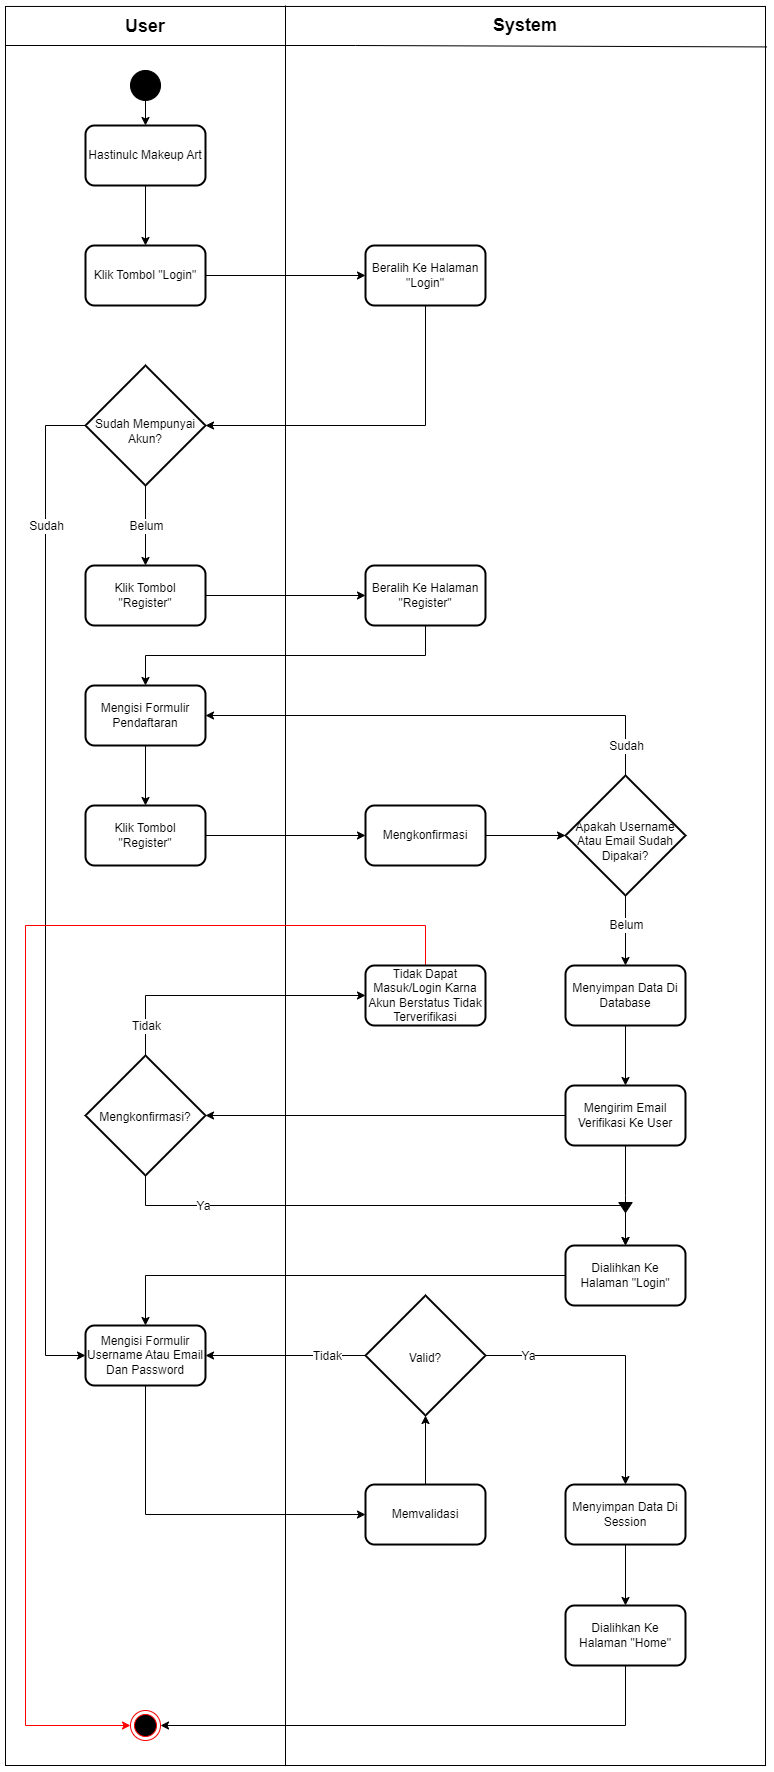 User
System
Hastinulc Makeup Art
Klik Tombol "Login"
Beralih Ke Halaman
"Login"
Sudah Mempunyai
Akun?
Sudah
Belum
Klik Tombol
"Register"
Beralih Ke Halaman
"Register"
Mengisi Formulir
Pendaftaran
Sudah
Klik Tombol
"Register"
Mengkonfirmasi
Apakah Username
Atau Email Sudah
Dipakai?
Belum
Tidak Dapat
Masuk/Login Karna
Akun Berstatus Tidak
Terverifikasi
Menyimpan Data Di
Database
Tidak
Mengkonfirmasi?
Mengirim Email
Verifikasi Ke User
Ya
Dialihkan Ke
Halaman "Login"
Mengisi Formulir
Username Atau Email
Dan Password
Tidak
Valid?
Ya
Memvalidasi
Menyimpan Data Di
Session
Dialihkan Ke
Halaman "Home"